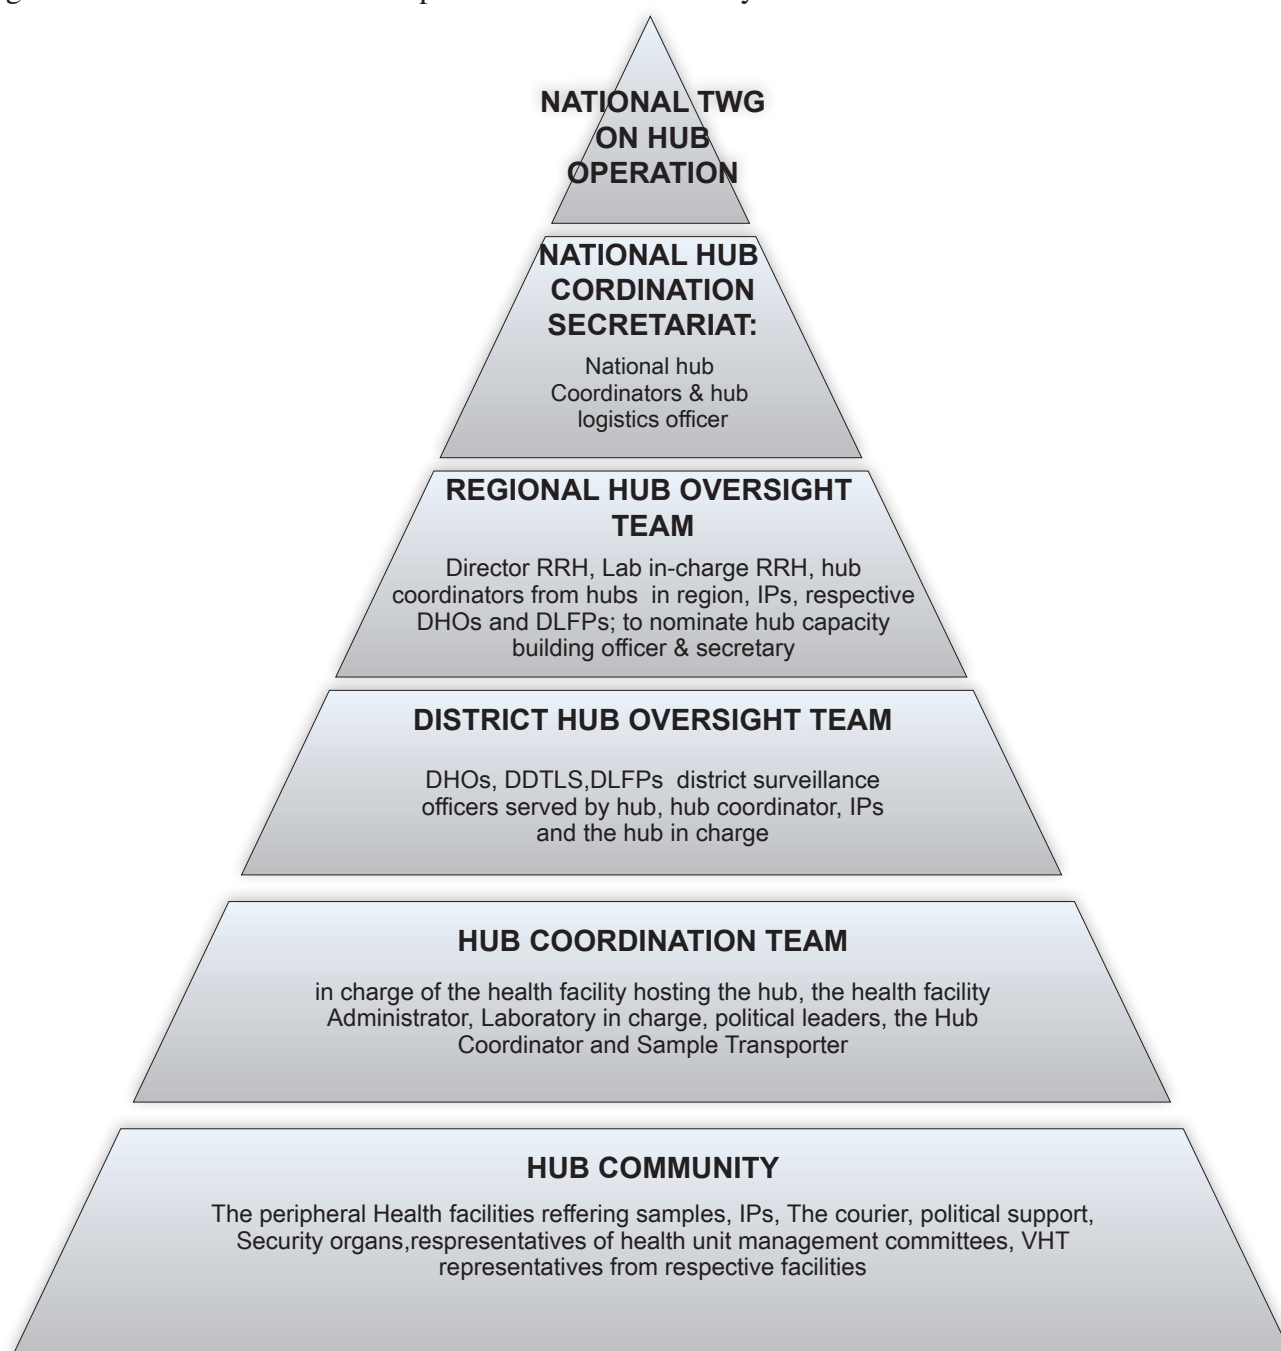 NATIONAL TWG
ON HUB
OPERATION
NATIONAL HUB
CORDINATION
SECRETARIAT:
National hub
Coordinators & hub
logistics officer
REGIONAL HUB OVERSIGHT
TEAM
Director RRH, Lab in-charge RRH, hub
coordinators from hubs in region, IPs, respective
DHOs and DLFPs; to nominate hub capacity
building officer & secretary
DISTRICT HUB OVERSIGHT TEAM
DHOs, DDTLS,DLFPs district surveillance
officers served by hub, hub coordinator, IPs
and the hub in charge
HUB COORDINATION TEAM
in charge of the health facility hosting the hub, the health facility
Administrator, Laboratory in charge, political leaders, the Hub
Coordinator and Sample Transporter
HUB COMMUNITY
The peripheral Health facilities reffering samples, IPs, The courier, political support,
Security organs,respresentatives of health unit management committees, VHT
representatives from respective facilities